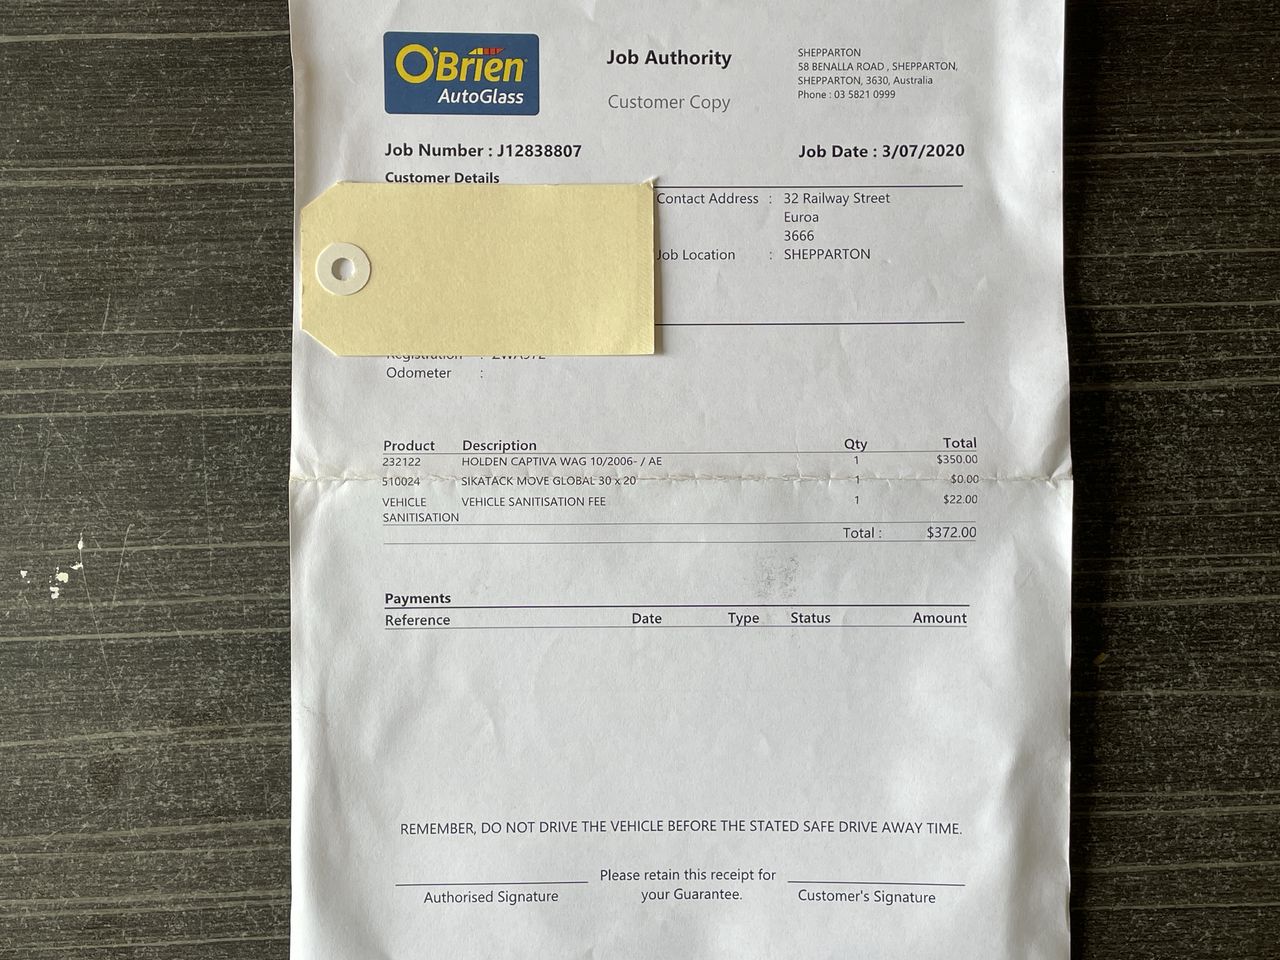 O'Brien
AutoGlass
Job Authority
Customer Copy
SHEPPARTON
58 BENALLA ROAD , SHEPPARTON,
SHEPPARTON, 3630, Australia
Phone : 03 5821 0999
Job Number : J12838807
Job Date : 3/07/2020
Customer Details
Contact Address : 32 Railway Street
Euroa
3666
Job Location : SHEPPARTON
Registration :
Odometer :
Product Description Qty Total
232122 HOLDEN CAPTIVA WAG 10/2006- / AE 1 $350.00
510024 SIKATACK MOVE GLOBAL 30 x 20 1 $0.00
VEHICLE VEHICLE SANITISATION FEE 1 $22.00
SANITISATION
Total : $372.00
Payments
Reference Date Type Status Amount
REMEMBER, DO NOT DRIVE THE VEHICLE BEFORE THE STATED SAFE DRIVE AWAY TIME.
Please retain this receipt for
your Guarantee.
Authorised Signature
Customer's Signature